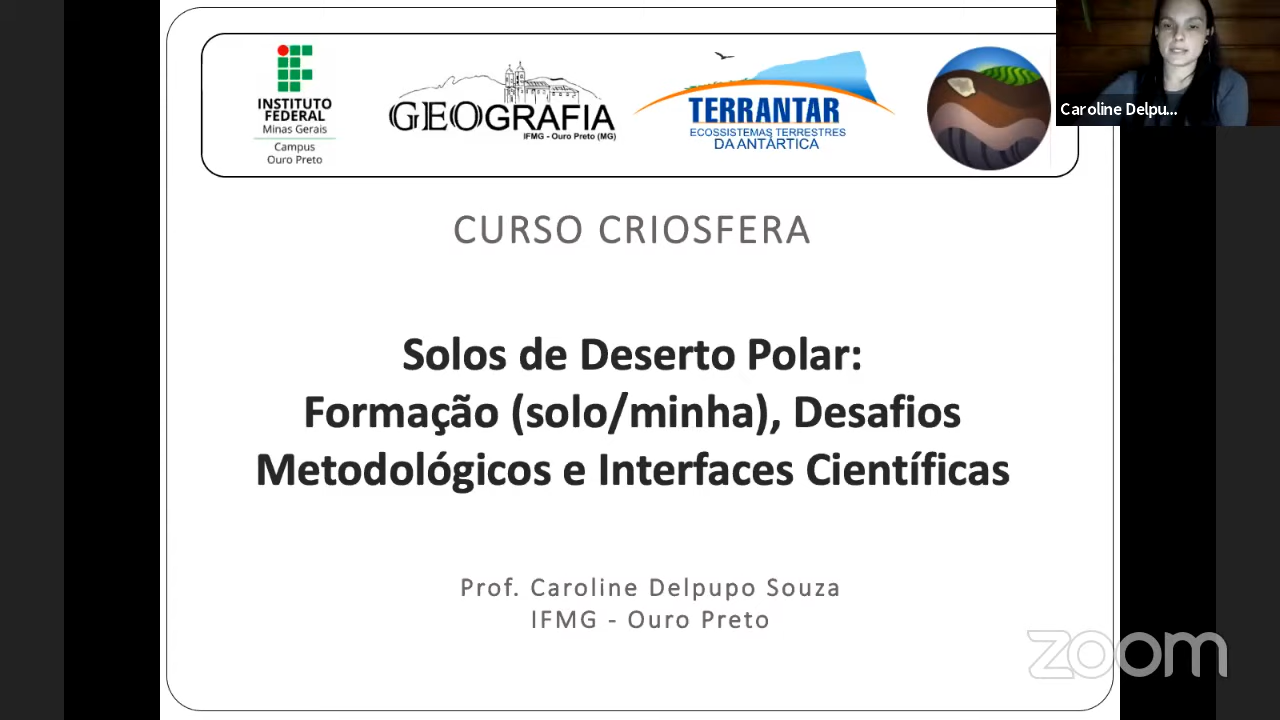 INSTITUTO
FEDERAL
Minas Gerais
Campus
Ouro Preto
GEOGRAFIA
IFMG - Ouro Preto (MG)
TERRANTAR
ECOSSISTEMAS TERRESTRES
DA ANTÁRTICA
Caroline Delpu...
CURSO CRIOSFERA
Solos de Deserto Polar:
Formação (solo/minha), Desafios
Metodológicos e Interfaces Científicas
Prof. Caroline Delpupo Souza
IFMG - Ouro Preto
zoom